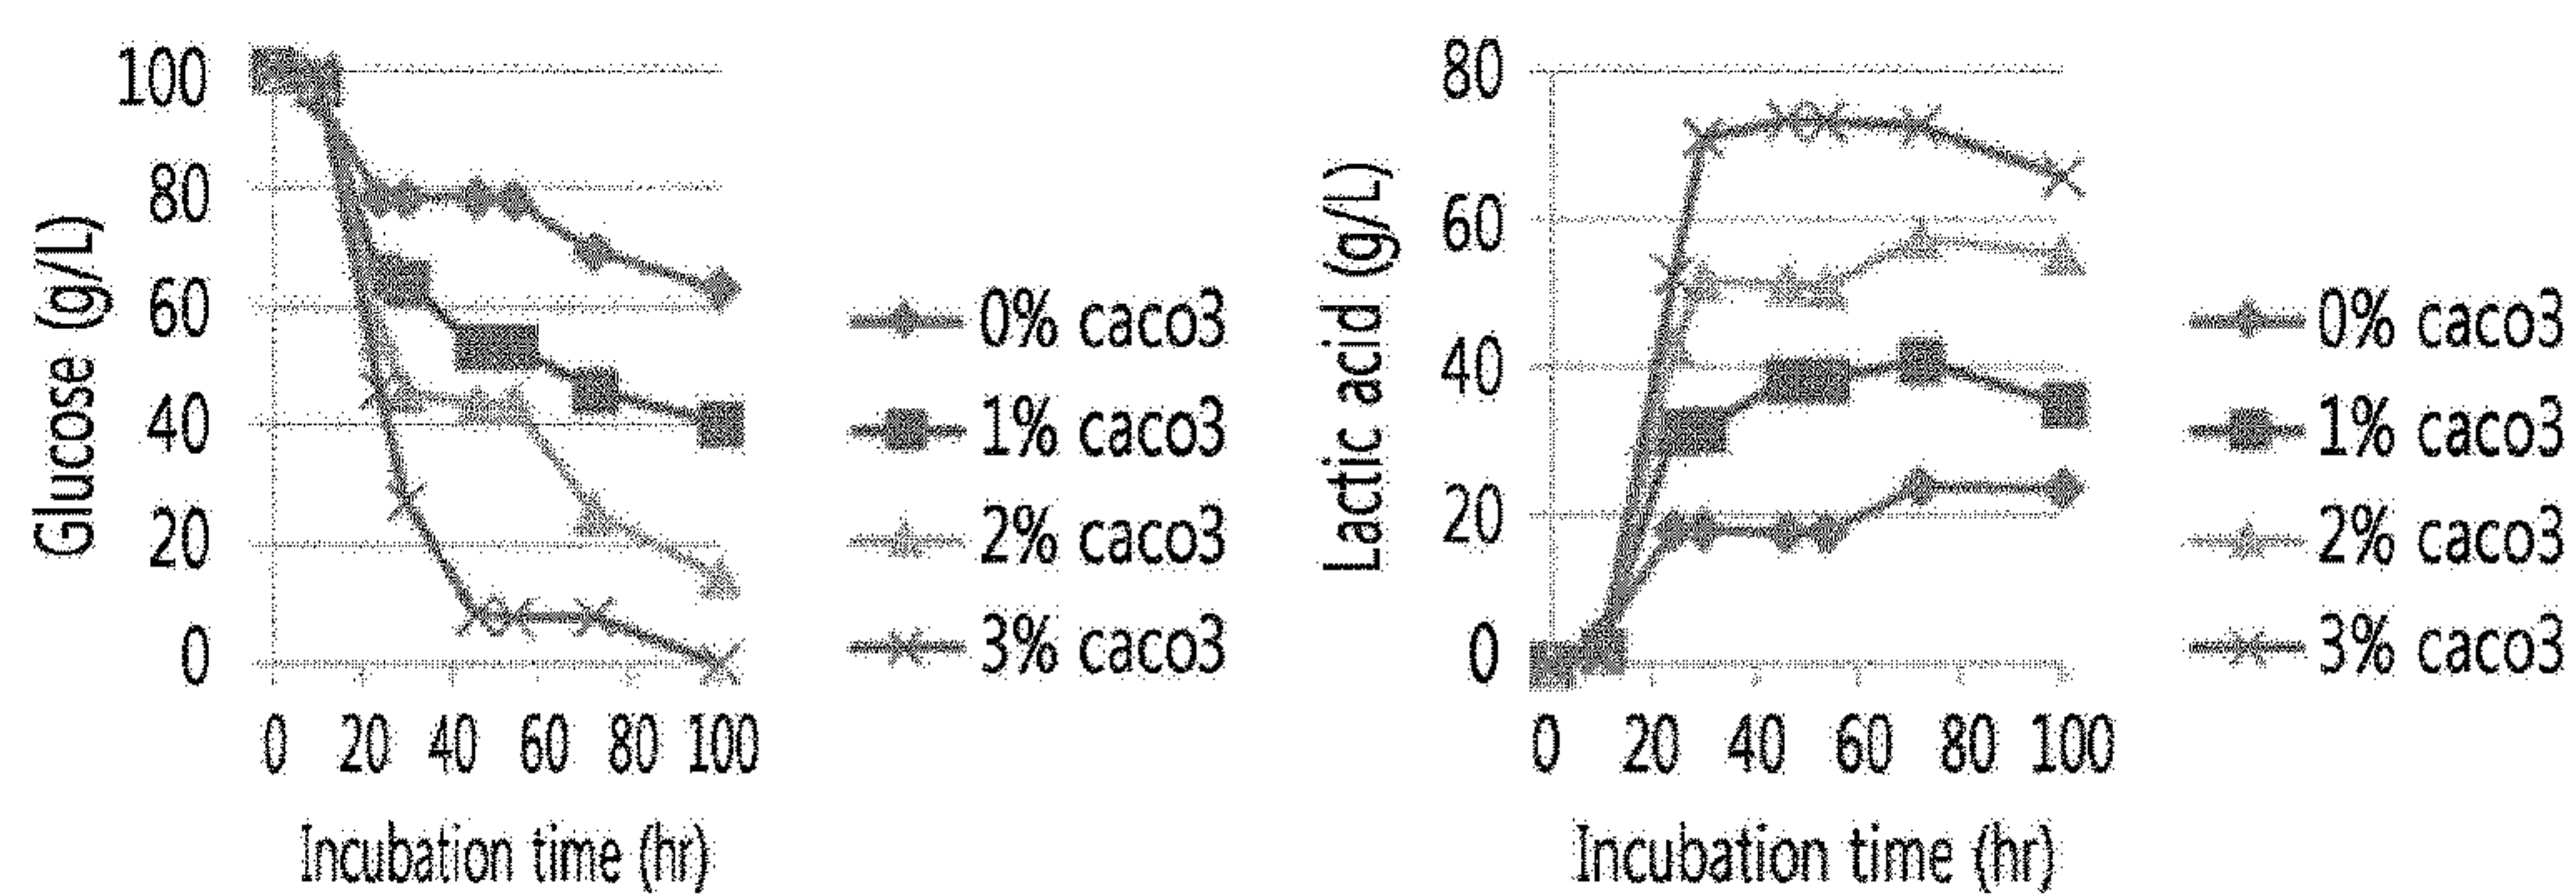 Glucose (g/L)
100
80
60
40
20
0
0 20 40 60 80 100
Incubation time (hr)
0% caco3
1% caco3
2% caco3
3% caco3
Lactic acid (g/L)
80
60
40
20
0
0 20 40 60 80 100
Incubation time (hr)
0% caco3
1% caco3
2% caco3
3% caco3